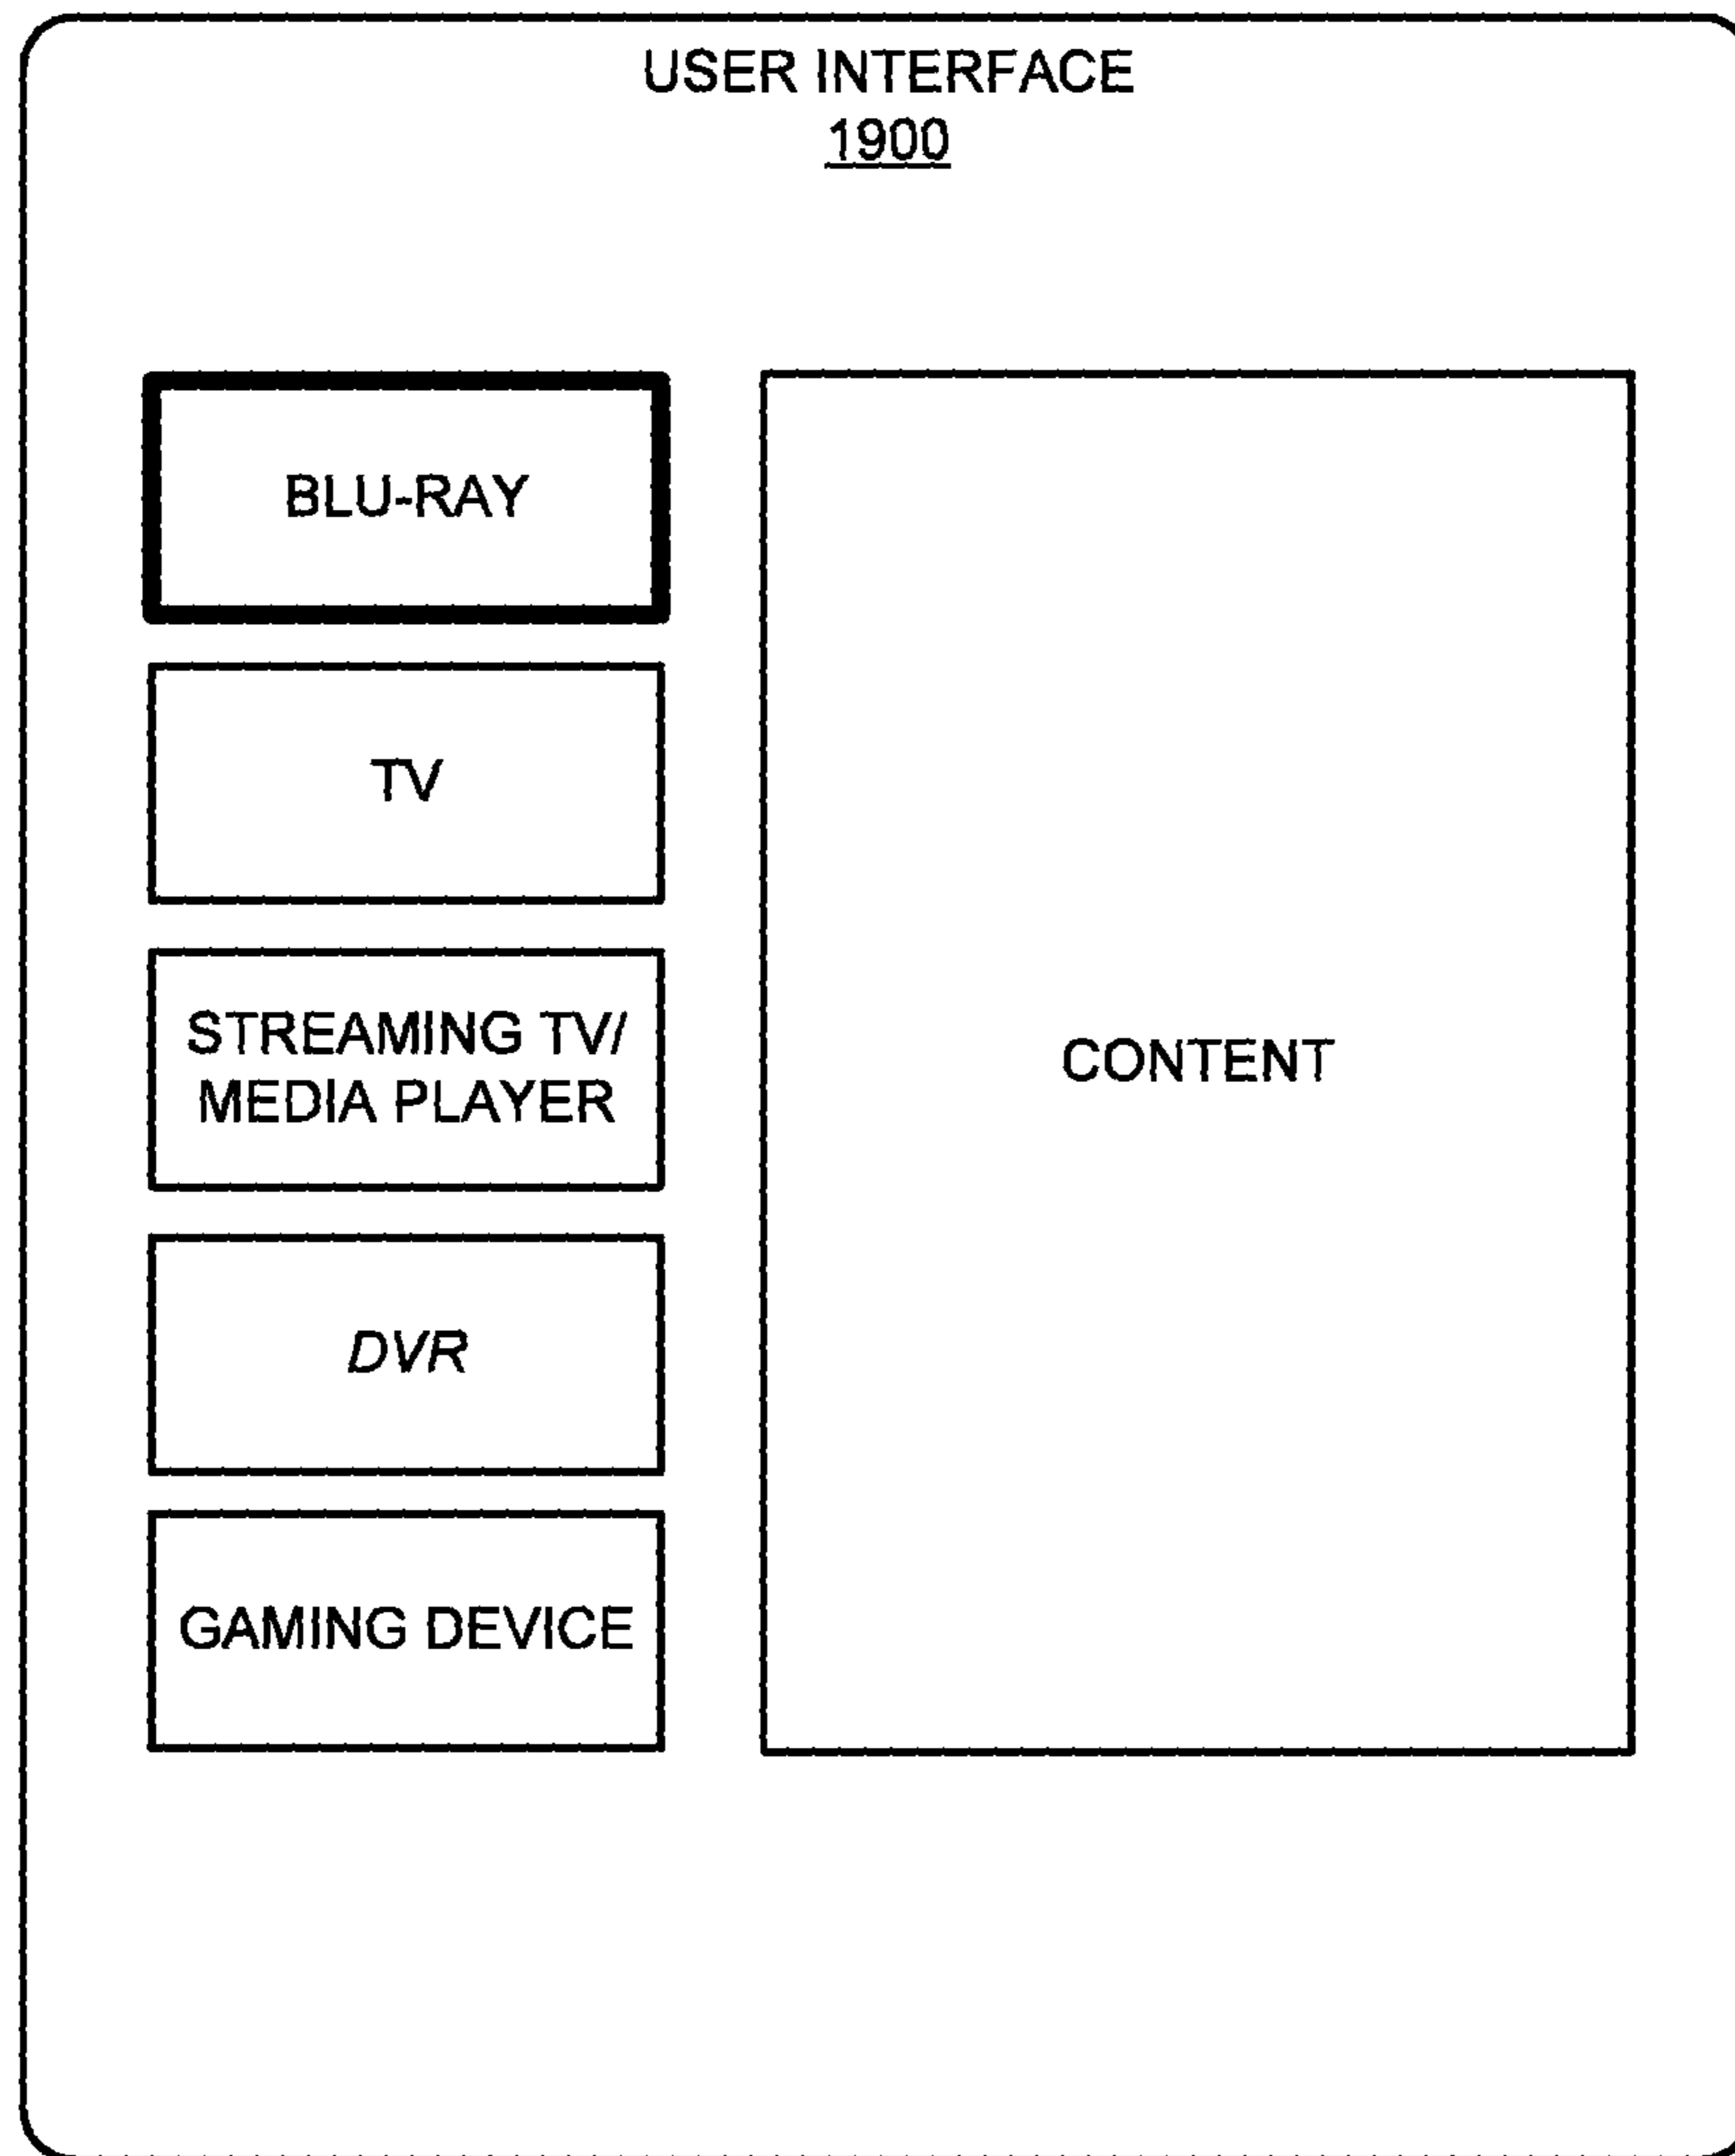 USER INTERFACE
1900
BLU-RAY
TV
STREAMING TV/
MEDIA PLAYER
DVR
GAMING DEVICE
CONTENT